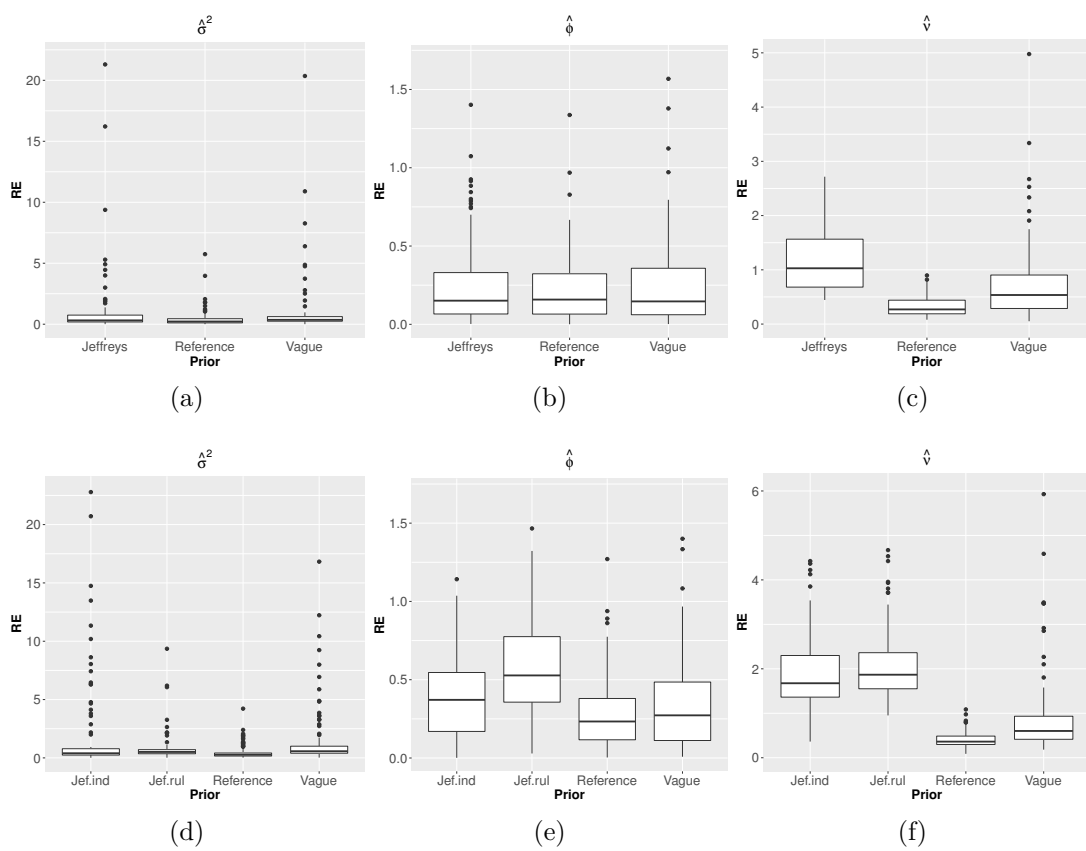 σ̂²
RE
20
15
10
5
0
Jeffreys Reference Vague
Prior
(a)
ϕ̂
1.5
1.0
0.5
0.0
Jeffreys Reference Vague
Prior
(b)
ν̂
RE
5
4
3
2
1
0
Jeffreys Reference Vague
Prior
(c)
σ̂²
RE
20
15
10
5
0
Jef.ind Jef.rul Reference Vague
Prior
(d)
ϕ̂
1.5
1.0
0.5
0.0
Jef.ind Jef.rul Reference Vague
Prior
(e)
ν̂
RE
6
4
2
0
Jef.ind Jef.rul Reference Vague
Prior
(f)